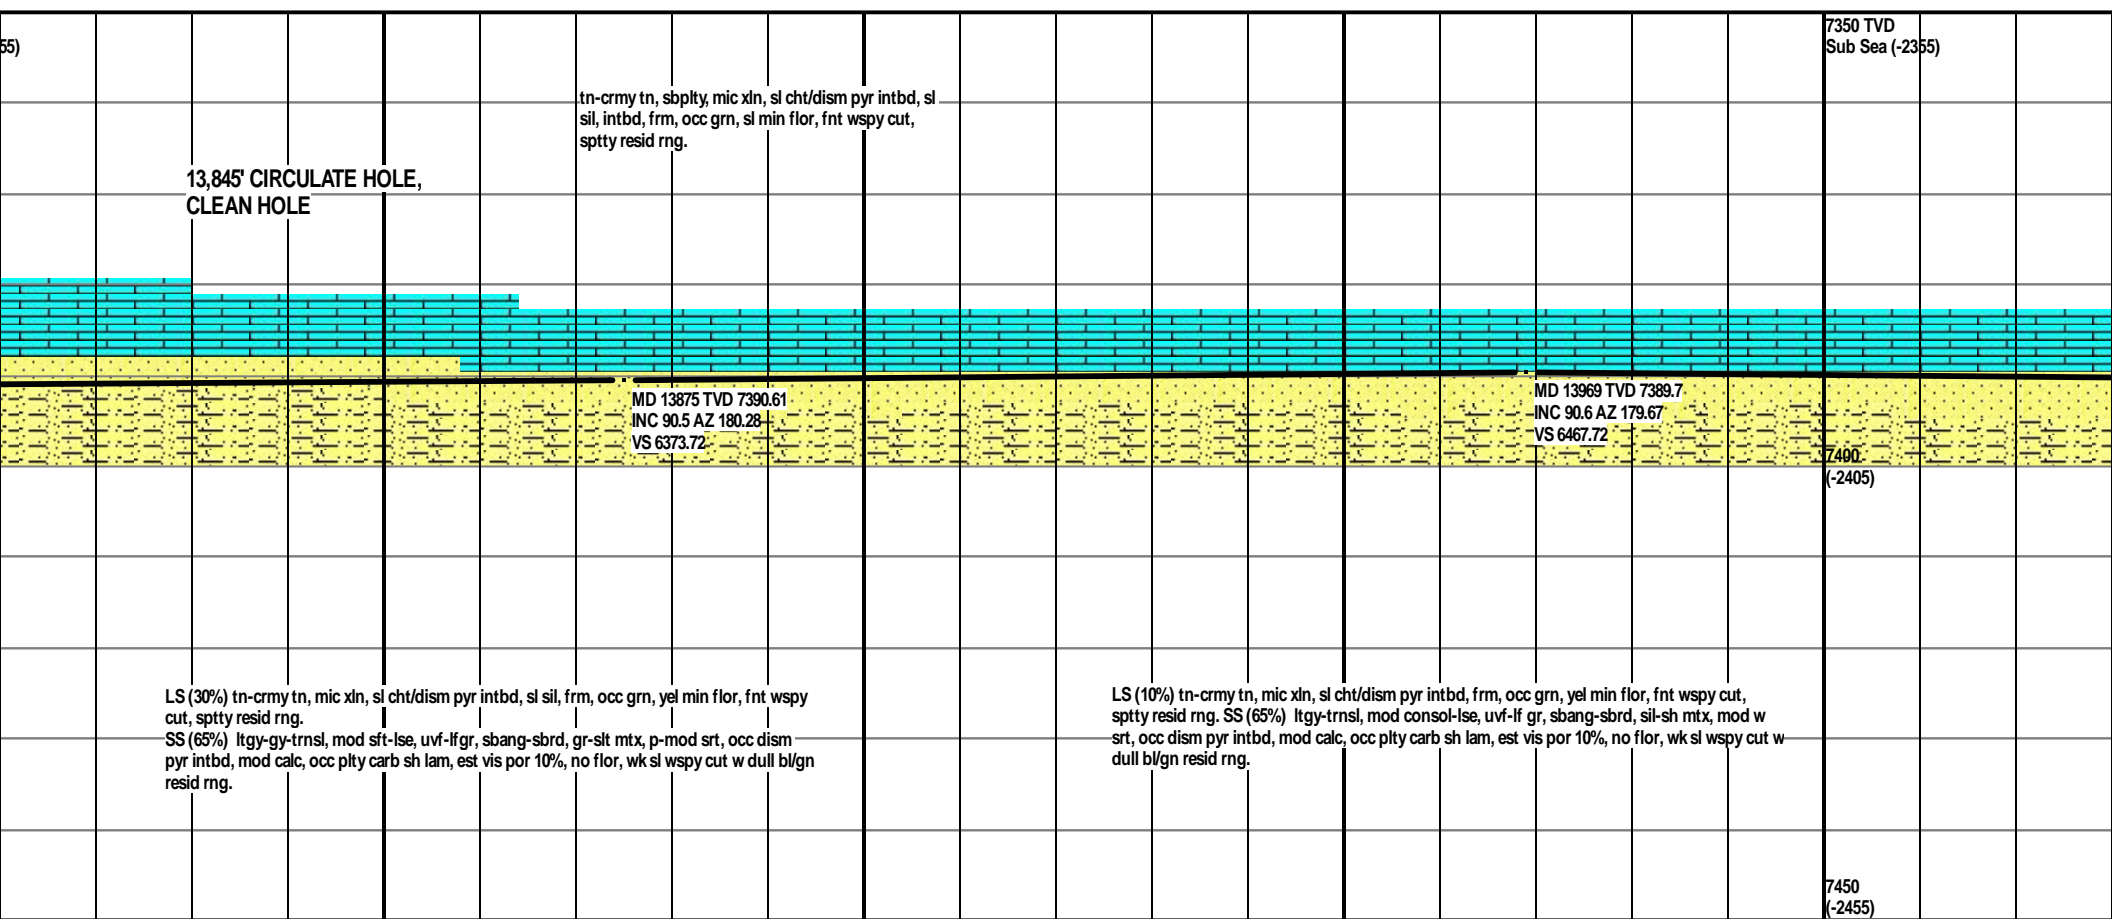 55)
7350 TVD
Sub Sea (-2355)
tn-crmy tn, sbplty, mic xln, sl cht/dism pyr intbd, sl
sil, intbd, frm, occ grn, sl min flor, fnt wspy cut,
sptty resid rng.
13,845' CIRCULATE HOLE,
CLEAN HOLE
MD 13875 TVD 7390.61
INC 90.5 AZ 180.28
VS 6373.72
MD 13969 TVD 7389.7
INC 90.6 AZ 179.67
VS 6467.72
7400
(-2405)
LS (30%) tn-crmy tn, mic xln, sl cht/dism pyr intbd, sl sil, frm, occ grn, yel min flor, fnt wspy
cut, sptty resid rng.
SS (65%) ltgy-gy-trnsl, mod sft-lse, uvf-lfgr, sbang-sbrd, gr-slt mtx, p-mod srt, occ dism
pyr intbd, mod calc, occ plty carb sh lam, est vis por 10%, no flor, wk sl wspy cut w dull bl/gn
resid rng.
LS (10%) tn-crmy tn, mic xln, sl cht/dism pyr intbd, frm, occ grn, yel min flor, fnt wspy cut,
sptty resid rng. SS (65%) ltgy-trnsl, mod consol-lse, uvf-lf gr, sbang-sbrd, sil-sh mtx, mod w
srt, occ dism pyr intbd, mod calc, occ plty carb sh lam, est vis por 10%, no flor, wk sl wspy cut w
dull bl/gn resid rng.
7450
(-2455)